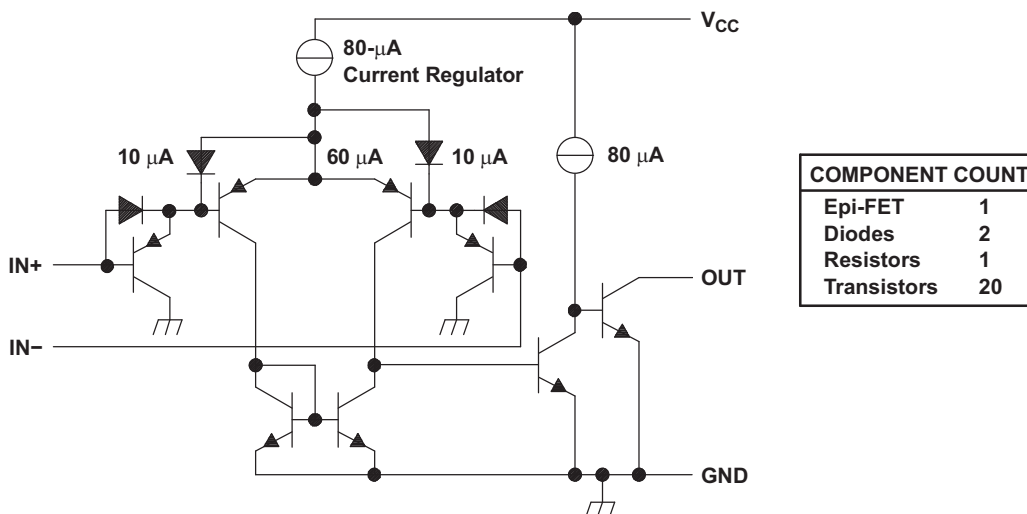 V_CC
80-μA
Current Regulator
10 μA
60 μA
10 μA
80 μA
IN+
OUT
IN−
GND
COMPONENT COUNT
Epi-FET 1
Diodes 2
Resistors 1
Transistors 20